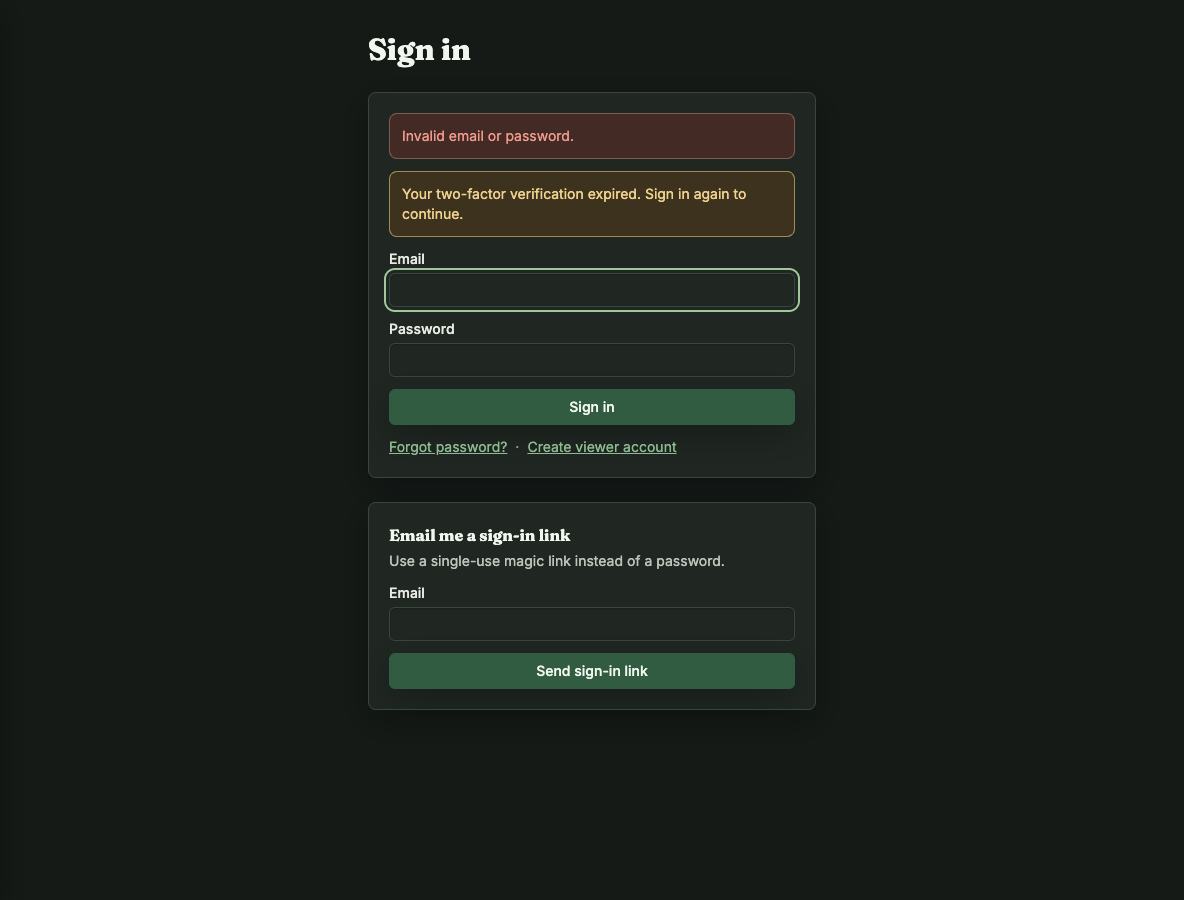 Sign in
Invalid email or password.
Your two-factor verification expired. Sign in again to
continue.
Email
Password
Sign in
Forgot password? · Create viewer account
Email me a sign-in link
Use a single-use magic link instead of a password.
Email
Send sign-in link